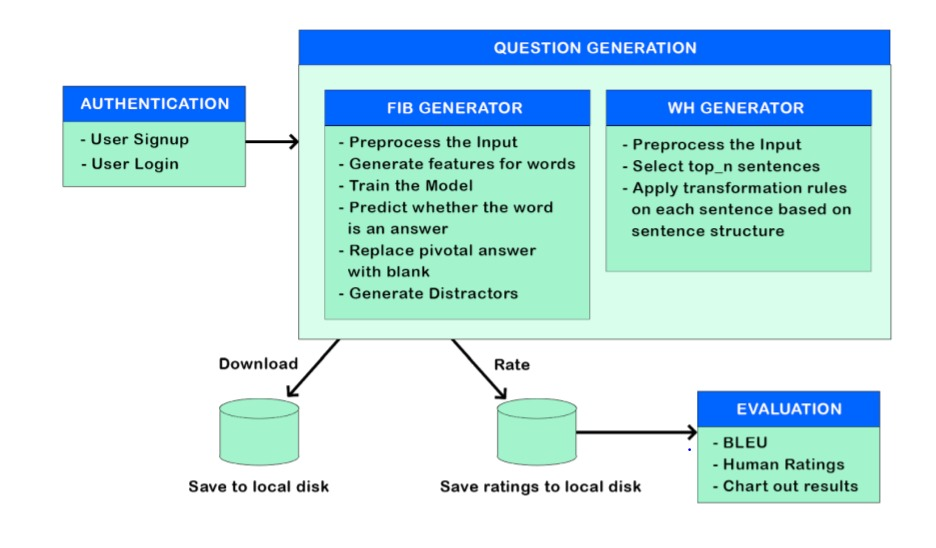 QUESTION GENERATION
AUTHENTICATION
- User Signup
- User Login
FIB GENERATOR
- Preprocess the Input
- Generate features for words
- Train the Model
- Predict whether the word
is an answer
- Replace pivotal answer
with blank
- Generate Distractors
WH GENERATOR
- Preprocess the Input
- Select top_n sentences
- Apply transformation rules
on each sentence based on
sentence structure
Download
Rate
Save to local disk
Save ratings to local disk
EVALUATION
- BLEU
- Human Ratings
- Chart out results